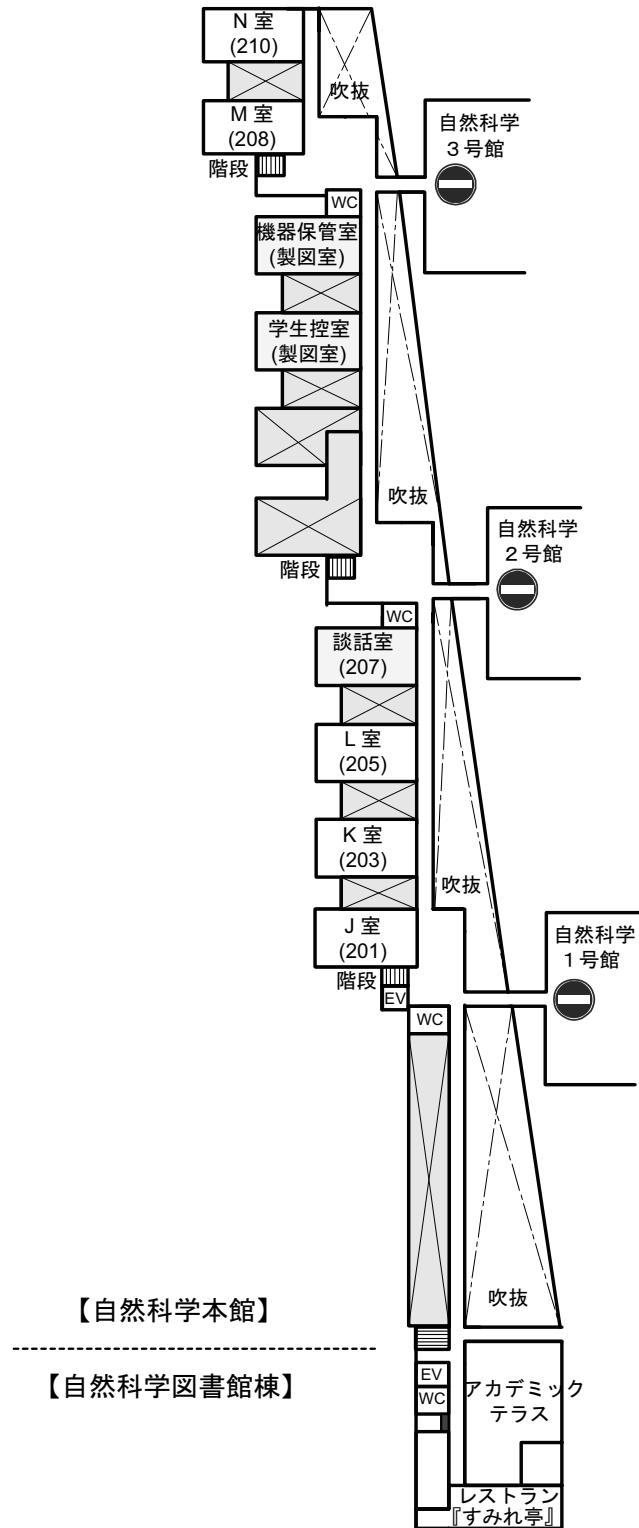 N 室
(210)
吹抜
M 室
(208)
自然科学
3号館
階段
WC
機器保管室
(製図室)
学生控室
(製図室)
吹抜
自然科学
2号館
階段
WC
談話室
(207)
L 室
(205)
K 室
(203)
吹抜
J 室
(201)
自然科学
1号館
階段
EV
WC
吹抜
【自然科学本館】
【自然科学図書館棟】
EV
WC
アカデミック
テラス
レストラン
『すみれ亭』